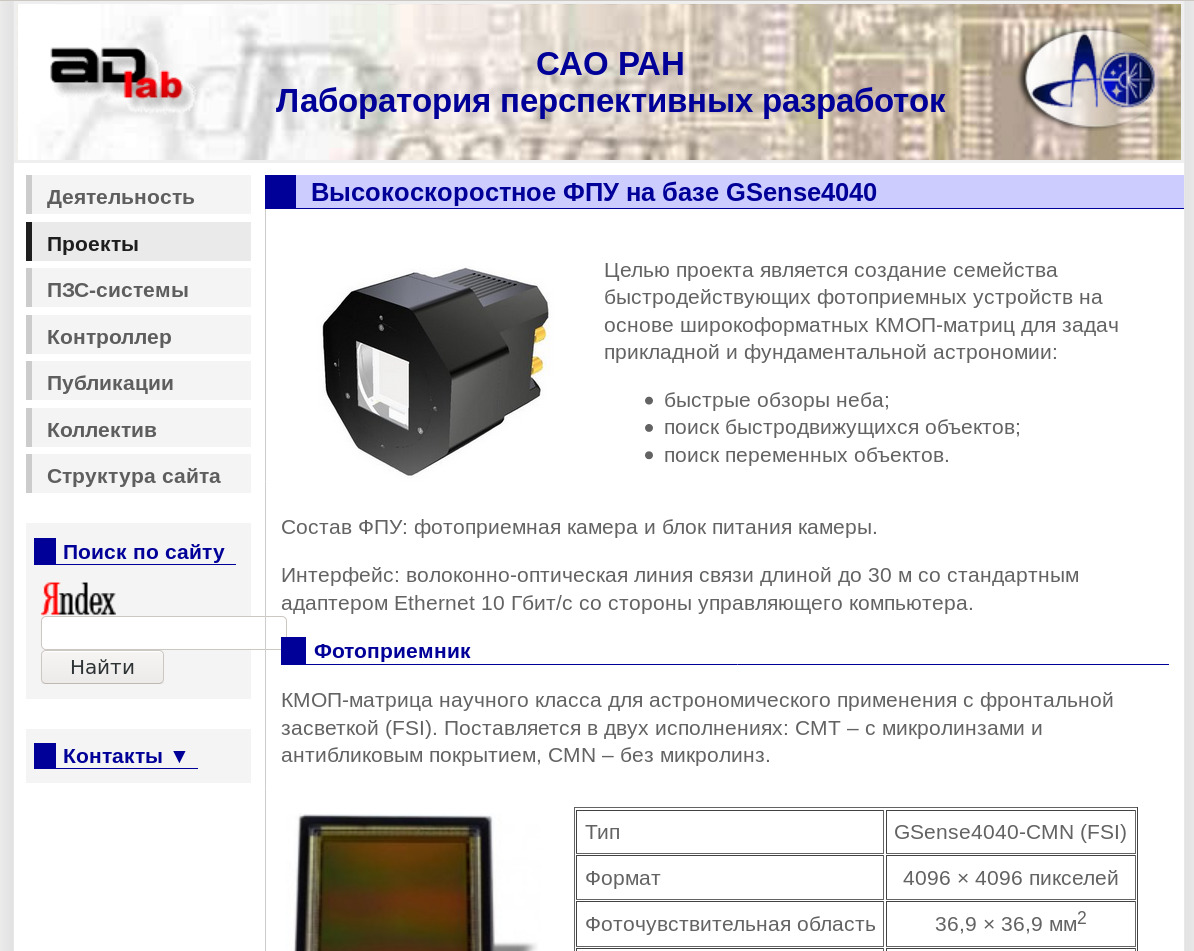 aD lab
САО РАН
Лаборатория перспективных разработок
Деятельность
Проекты
ПЗС-системы
Контроллер
Публикации
Коллектив
Структура сайта
Поиск по сайту
Яndex
Найти
Контакты ▼
Высокоскоростное ФПУ на базе GSense4040
Целью проекта является создание семейства
быстродействующих фотоприемных устройств на
основе широкоформатных КМОП-матриц для задач
прикладной и фундаментальной астрономии:
быстрые обзоры неба;
поиск быстродвижущихся объектов;
поиск переменных объектов.
Состав ФПУ: фотоприемная камера и блок питания камеры.
Интерфейс: волоконно-оптическая линия связи длиной до 30 м со стандартным
адаптером Ethernet 10 Гбит/с со стороны управляющего компьютера.
Фотоприемник
КМОП-матрица научного класса для астрономического применения с фронтальной
засветкой (FSI). Поставляется в двух исполнениях: CMT – с микролинзами и
антибликовым покрытием, CMN – без микролинз.
Тип GSense4040-CMN (FSI)
Формат 4096 × 4096 пикселей
Фоточувствительная область 36,9 × 36,9 мм²